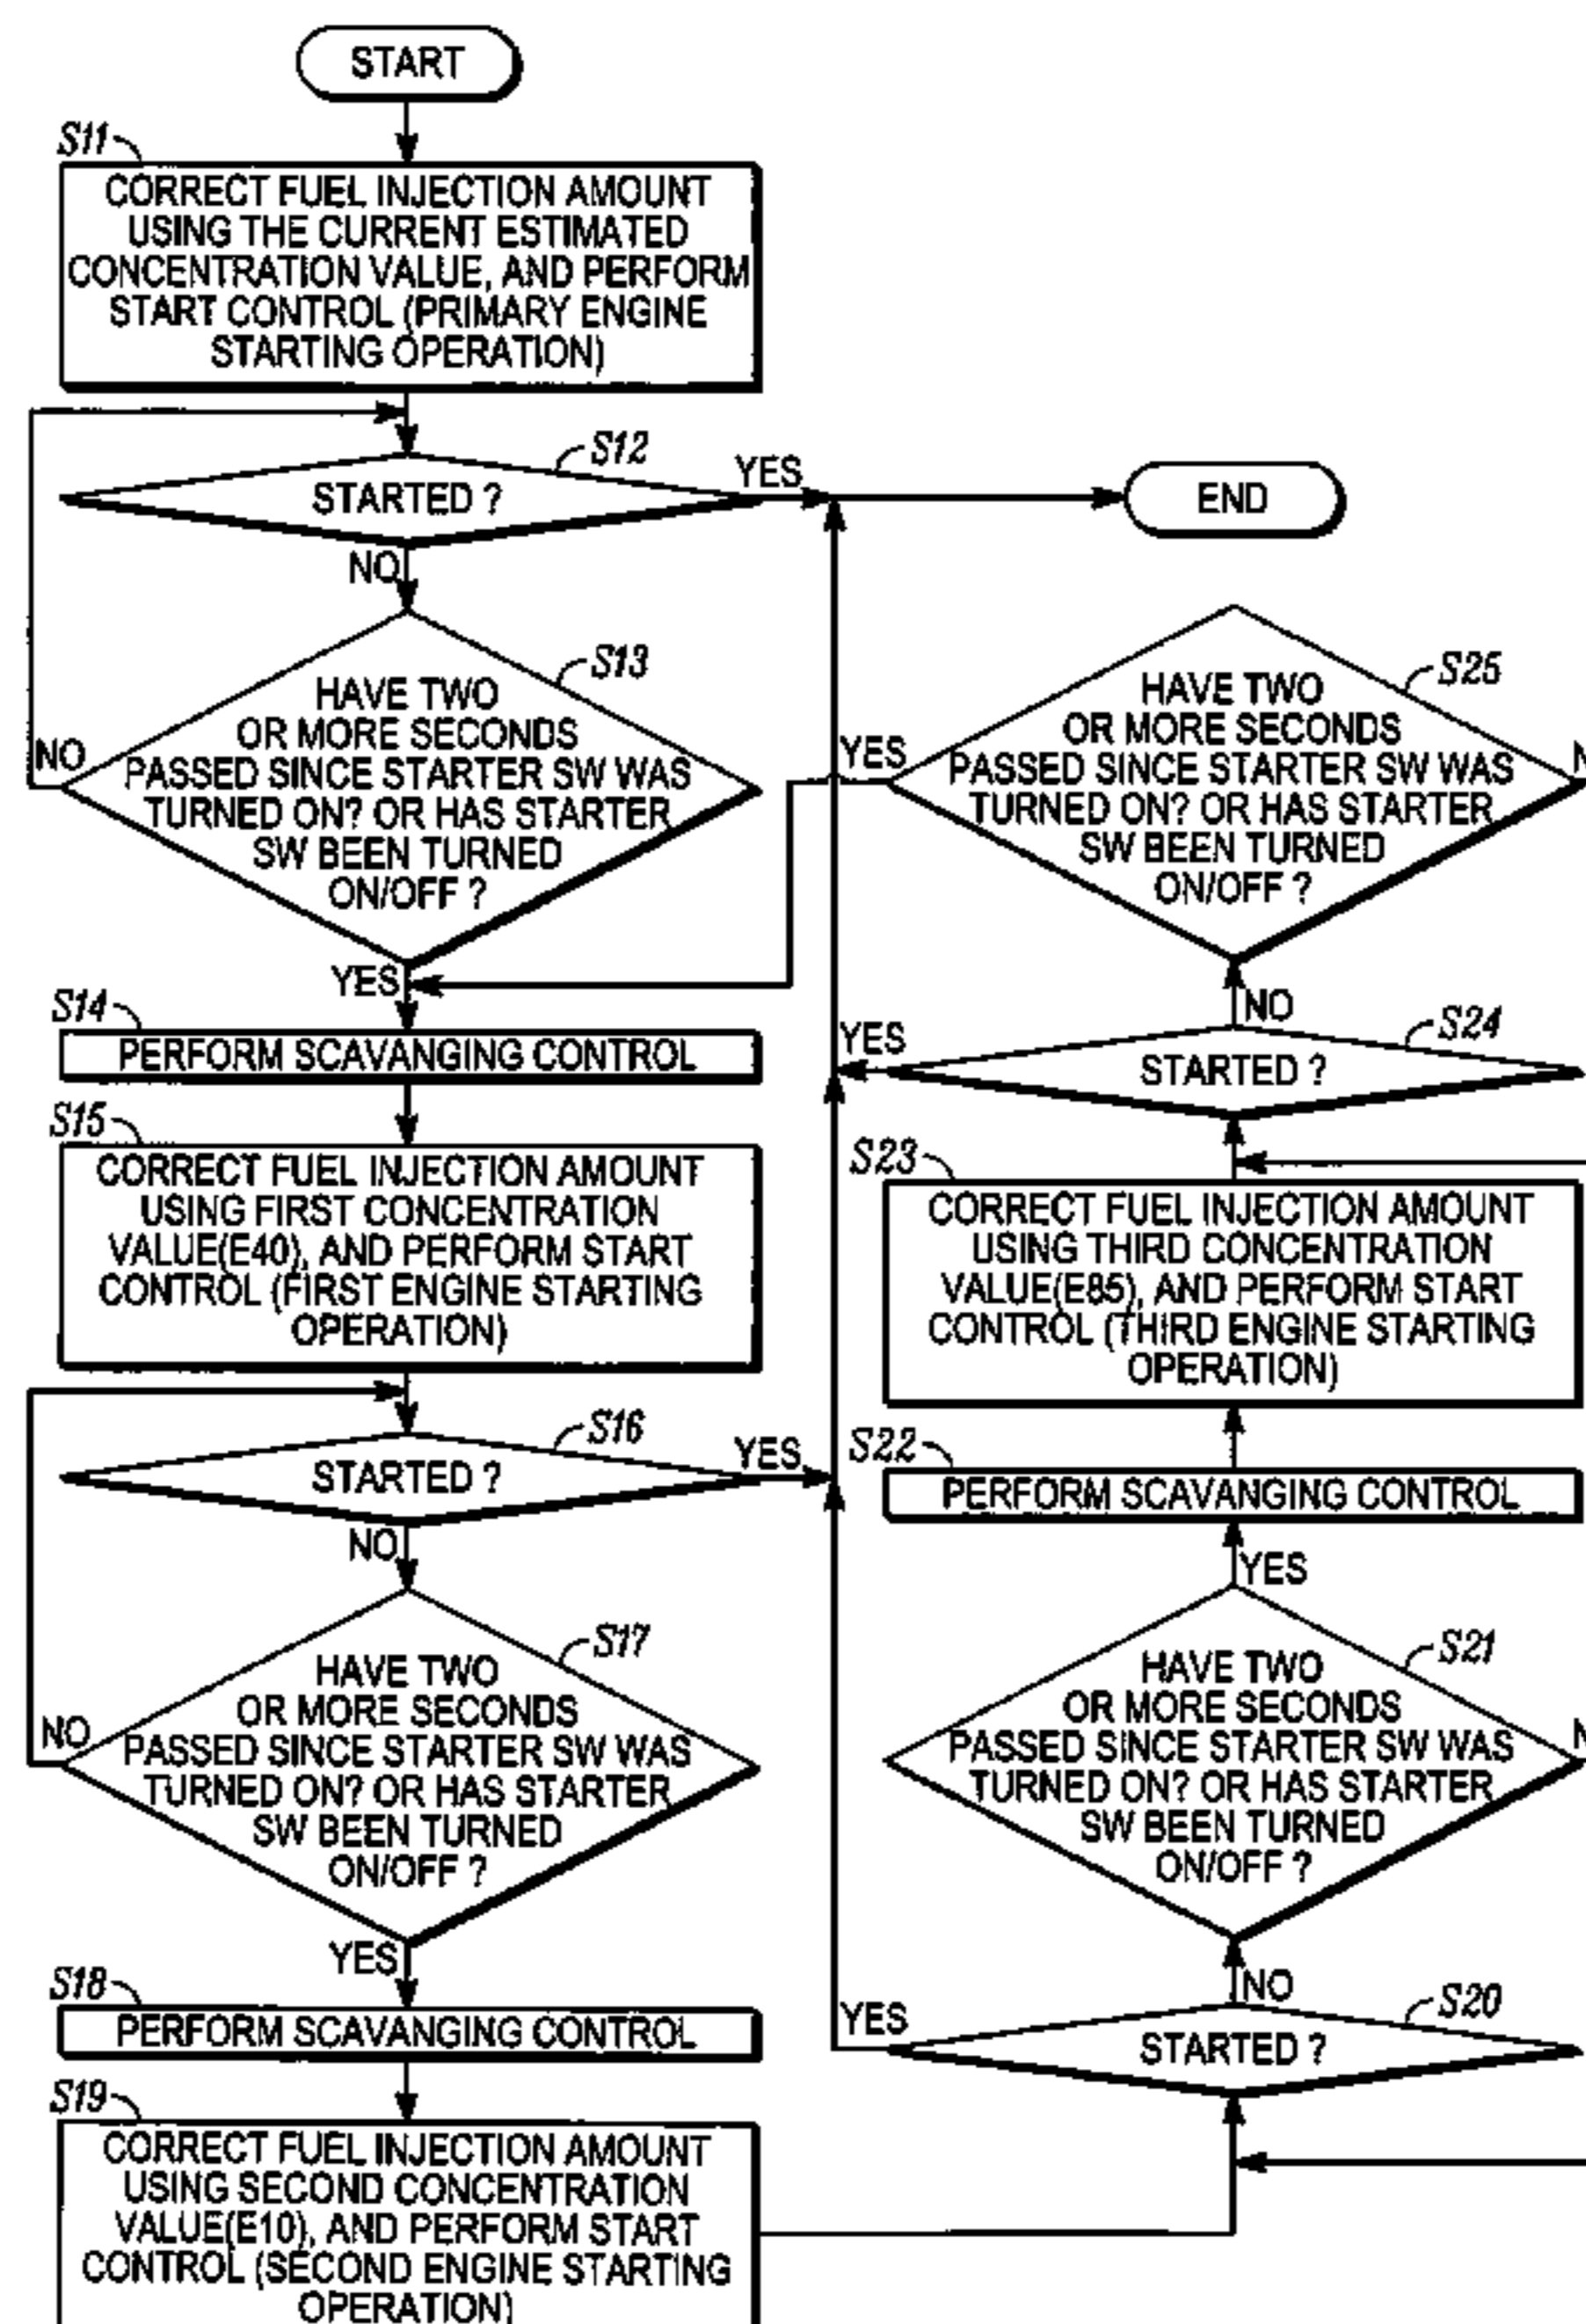 START
S11
CORRECT FUEL INJECTION AMOUNT
USING THE CURRENT ESTIMATED
CONCENTRATION VALUE, AND PERFORM
START CONTROL (PRIMARY ENGINE
STARTING OPERATION)
S12
STARTED ?
YES
END
NO
S13
HAVE TWO
OR MORE SECONDS
PASSED SINCE STARTER SW WAS
TURNED ON? OR HAS STARTER
SW BEEN TURNED
ON/OFF ?
NO
YES
S14
PERFORM SCAVANGING CONTROL
S15
CORRECT FUEL INJECTION AMOUNT
USING FIRST CONCENTRATION
VALUE(E40), AND PERFORM START
CONTROL (FIRST ENGINE STARTING
OPERATION)
S16
STARTED ?
YES
NO
S17
HAVE TWO
OR MORE SECONDS
PASSED SINCE STARTER SW WAS
TURNED ON? OR HAS STARTER
SW BEEN TURNED
ON/OFF ?
NO
YES
S18
PERFORM SCAVANGING CONTROL
S19
CORRECT FUEL INJECTION AMOUNT
USING SECOND CONCENTRATION
VALUE(E10), AND PERFORM START
CONTROL (SECOND ENGINE STARTING
OPERATION)
S20
STARTED ?
YES
NO
S21
HAVE TWO
OR MORE SECONDS
PASSED SINCE STARTER SW WAS
TURNED ON? OR HAS STARTER
SW BEEN TURNED
ON/OFF ?
YES
S22
PERFORM SCAVANGING CONTROL
S23
CORRECT FUEL INJECTION AMOUNT
USING THIRD CONCENTRATION
VALUE(E85), AND PERFORM START
CONTROL (THIRD ENGINE STARTING
OPERATION)
S24
STARTED ?
YES
NO
S25
HAVE TWO
OR MORE SECONDS
PASSED SINCE STARTER SW WAS
TURNED ON? OR HAS STARTER
SW BEEN TURNED
ON/OFF ?
YES